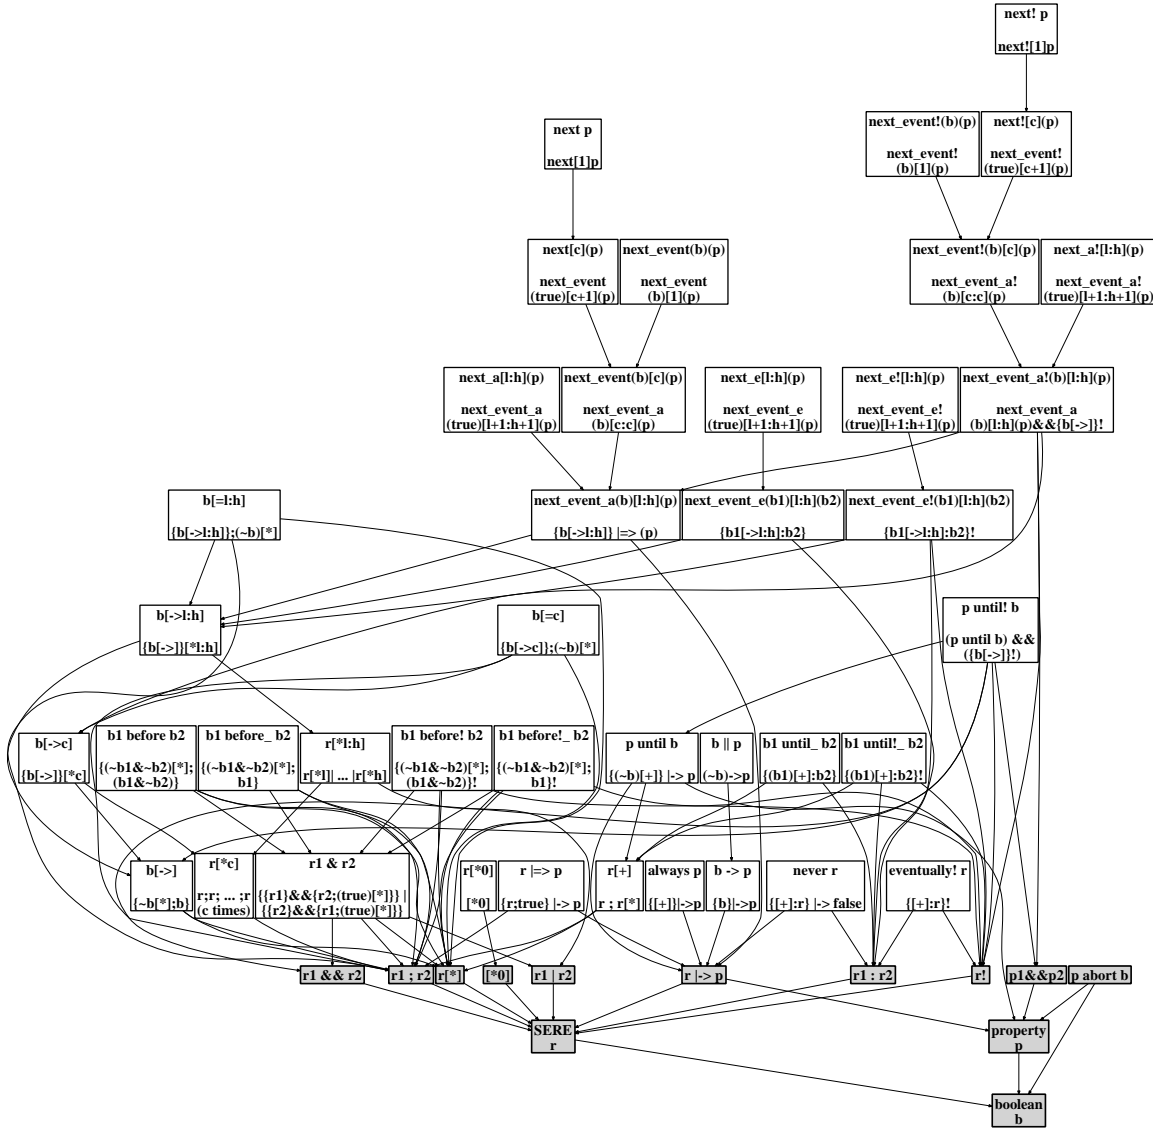 next! p
next![1]p
next_event!(b)(p)
next_event!
(b)[1](p)
next![c](p)
next_event!
(true)[c+1](p)
next p
next[1]p
next[c](p)
next_event
(true)[c+1](p)
next_event(b)(p)
next_event
(b)[1](p)
next_event!(b)[c](p)
next_event_a!
(b)[c:c](p)
next_a![l:h](p)
next_event_a!
(true)[l+1:h+1](p)
next_a[l:h](p)
next_event_a
(true)[l+1:h+1](p)
next_event(b)[c](p)
next_event_a
(b)[c:c](p)
next_e[l:h](p)
next_event_e
(true)[l+1:h+1](p)
next_e![l:h](p)
next_event_e!
(true)[l+1:h+1](p)
next_event_a!(b)[l:h](p)
next_event_a
(b)[l:h](p)&&{b[->]}!
b[=l:h]
{b[->l:h]};(~b)[*]
next_event_a(b)[l:h](p)
{b[->l:h]} |=> (p)
next_event_e(b1)[l:h](b2)
{b1[->l:h]:b2}
next_event_e!(b1)[l:h](b2)
{b1[->l:h]:b2}!
b[->l:h]
{b[->]}[*l:h]
b[=c]
{b[->c]};(~b)[*]
p until! b
(p until b) &&
({b[->]}!)
b[->c]
{b[->]}[*c]
b1 before b2
{(~b1&~b2)[*];
(b1&~b2)}
b1 before_ b2
{(~b1&~b2)[*];
b1}
r[*l:h]
r[*l]| ... |r[*h]
b1 before! b2
{(~b1&~b2)[*];
(b1&~b2)}!
b1 before!_ b2
{(~b1&~b2)[*];
b1}!
p until b
{(~b)[+]} |-> p
b || p
(~b)->p
b1 until_ b2
{(b1)[+]:b2}
b1 until!_ b2
{(b1)[+]:b2}!
b[->]
{~b[*];b}
r[*c]
r;r; ... ;r
(c times)
r1 & r2
{{r1}&&{r2;(true)[*]}} |
{{r2}&&{r1;(true)[*]}}
r[*0]
[*0]
r |=> p
{r;true} |-> p
r[+]
r ; r[*]
always p
{[+]}|->p
b -> p
{b}|->p
never r
{[+]:r} |-> false
eventually! r
{[+]:r}!
r1 && r2
r1 ; r2
r[*]
[*0]
r1 | r2
r |-> p
r1 : r2
r!
p1&&p2
p abort b
SERE
r
property
p
boolean
b